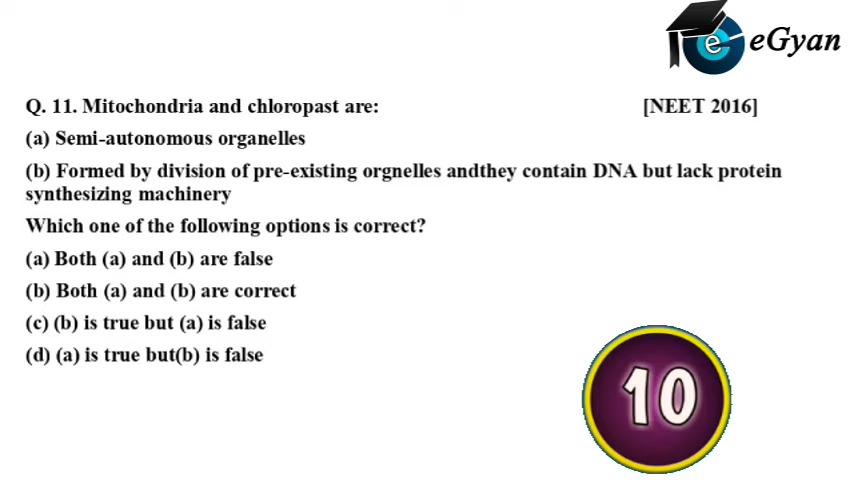 eGyan
Q. 11. Mitochondria and chloropast are: [NEET 2016]
(a) Semi-autonomous organelles
(b) Formed by division of pre-existing orgnelles andthey contain DNA but lack protein
synthesizing machinery
Which one of the following options is correct?
(a) Both (a) and (b) are false
(b) Both (a) and (b) are correct
(c) (b) is true but (a) is false
(d) (a) is true but(b) is false
10